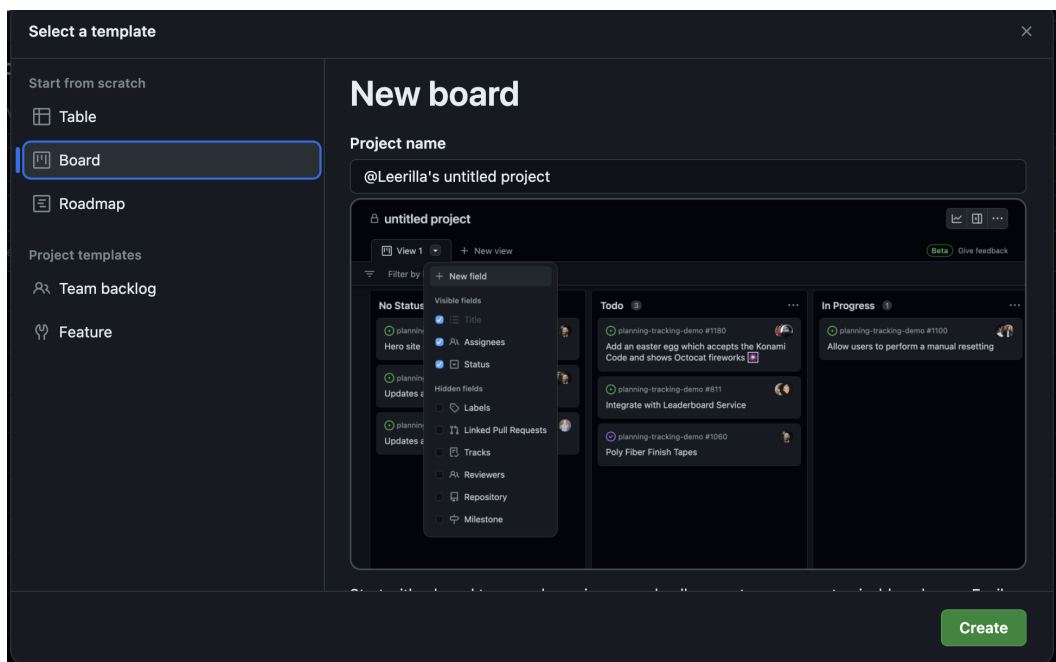 Select a template
Start from scratch
Table
Board
Roadmap
Project templates
Team backlog
Feature
New board
Project name
@Leerilla's untitled project
untitled project
View 1
New view
Beta Give feedback
Filter by
New field
Visible fields
Title
Assignees
Status
Hidden fields
Labels
Linked Pull Requests
Tracks
Reviewers
Repository
Milestone
No Status
Hero site
Updates
Updates
Todo 3
planning-tracking-demo #1180
Add an easter egg which accepts the Konami
Code and shows Octocat fireworks
planning-tracking-demo #811
Integrate with Leaderboard Service
planning-tracking-demo #1060
Poly Fiber Finish Tapes
In Progress 1
planning-tracking-demo #1100
Allow users to perform a manual resetting
Create